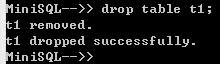 MiniSQL-->> drop table t1;
t1 removed.
t1 dropped successfully.
MiniSQL-->>